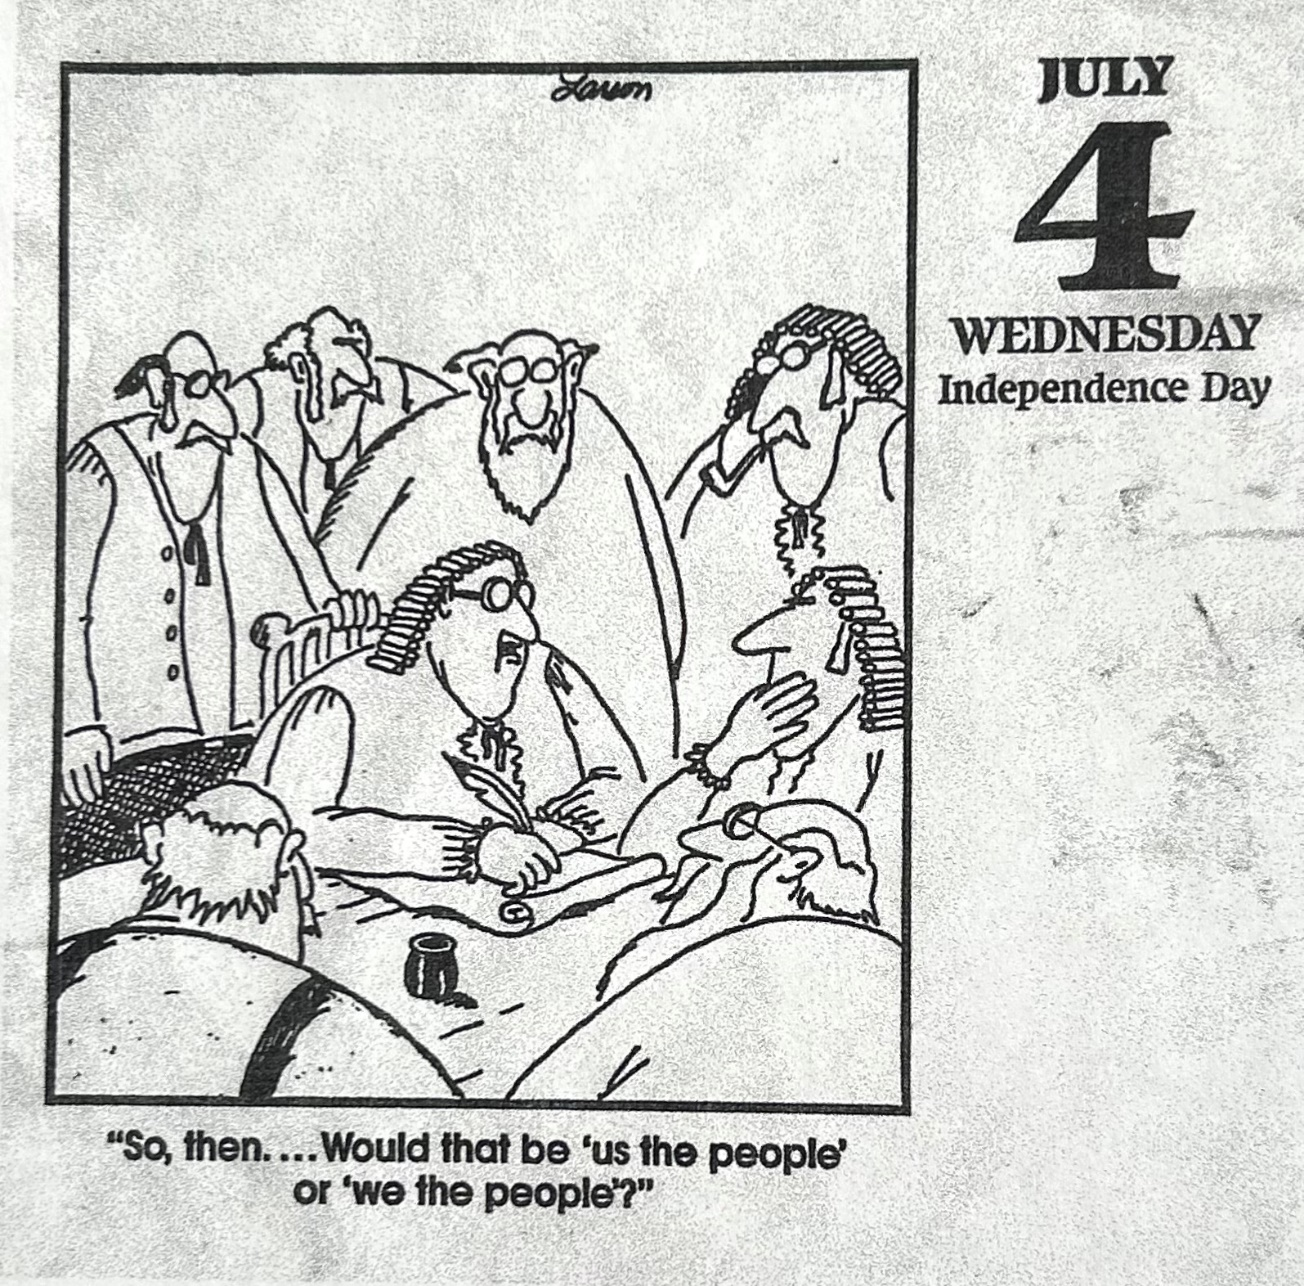 Larson
JULY
4
WEDNESDAY
Independence Day
“So, then. ... Would that be ‘us the people’
or ‘we the people’?”